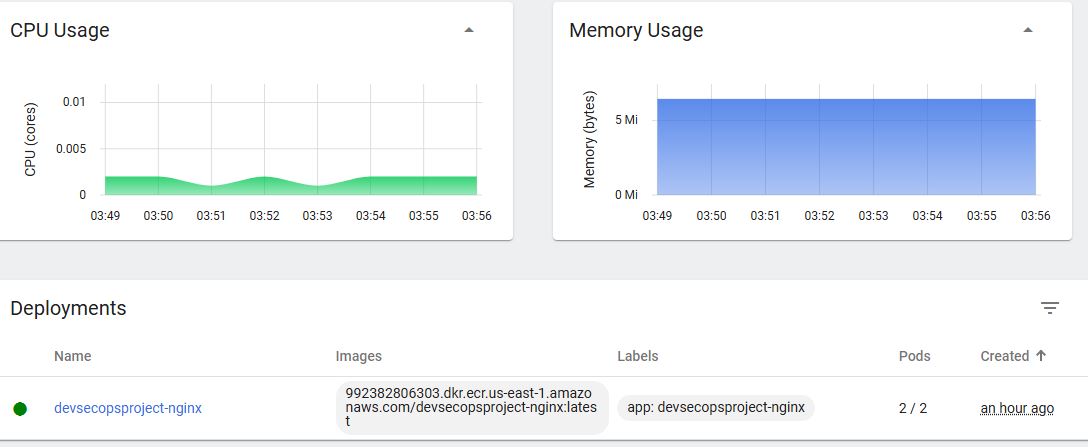 CPU Usage
Memory Usage
CPU (cores)
0.01
0.005
0
03:49 03:50 03:51 03:52 03:53 03:54 03:55 03:56
Memory (bytes)
5 Mi
0 Mi
03:49 03:50 03:51 03:52 03:53 03:54 03:55 03:56
Deployments
Name Images Labels Pods Created
devsecopsproject-nginx
992382806303.dkr.ecr.us-east-1.amazo
naws.com/devsecopsproject-nginx:lates
t
app: devsecopsproject-nginx
2 / 2
an hour ago